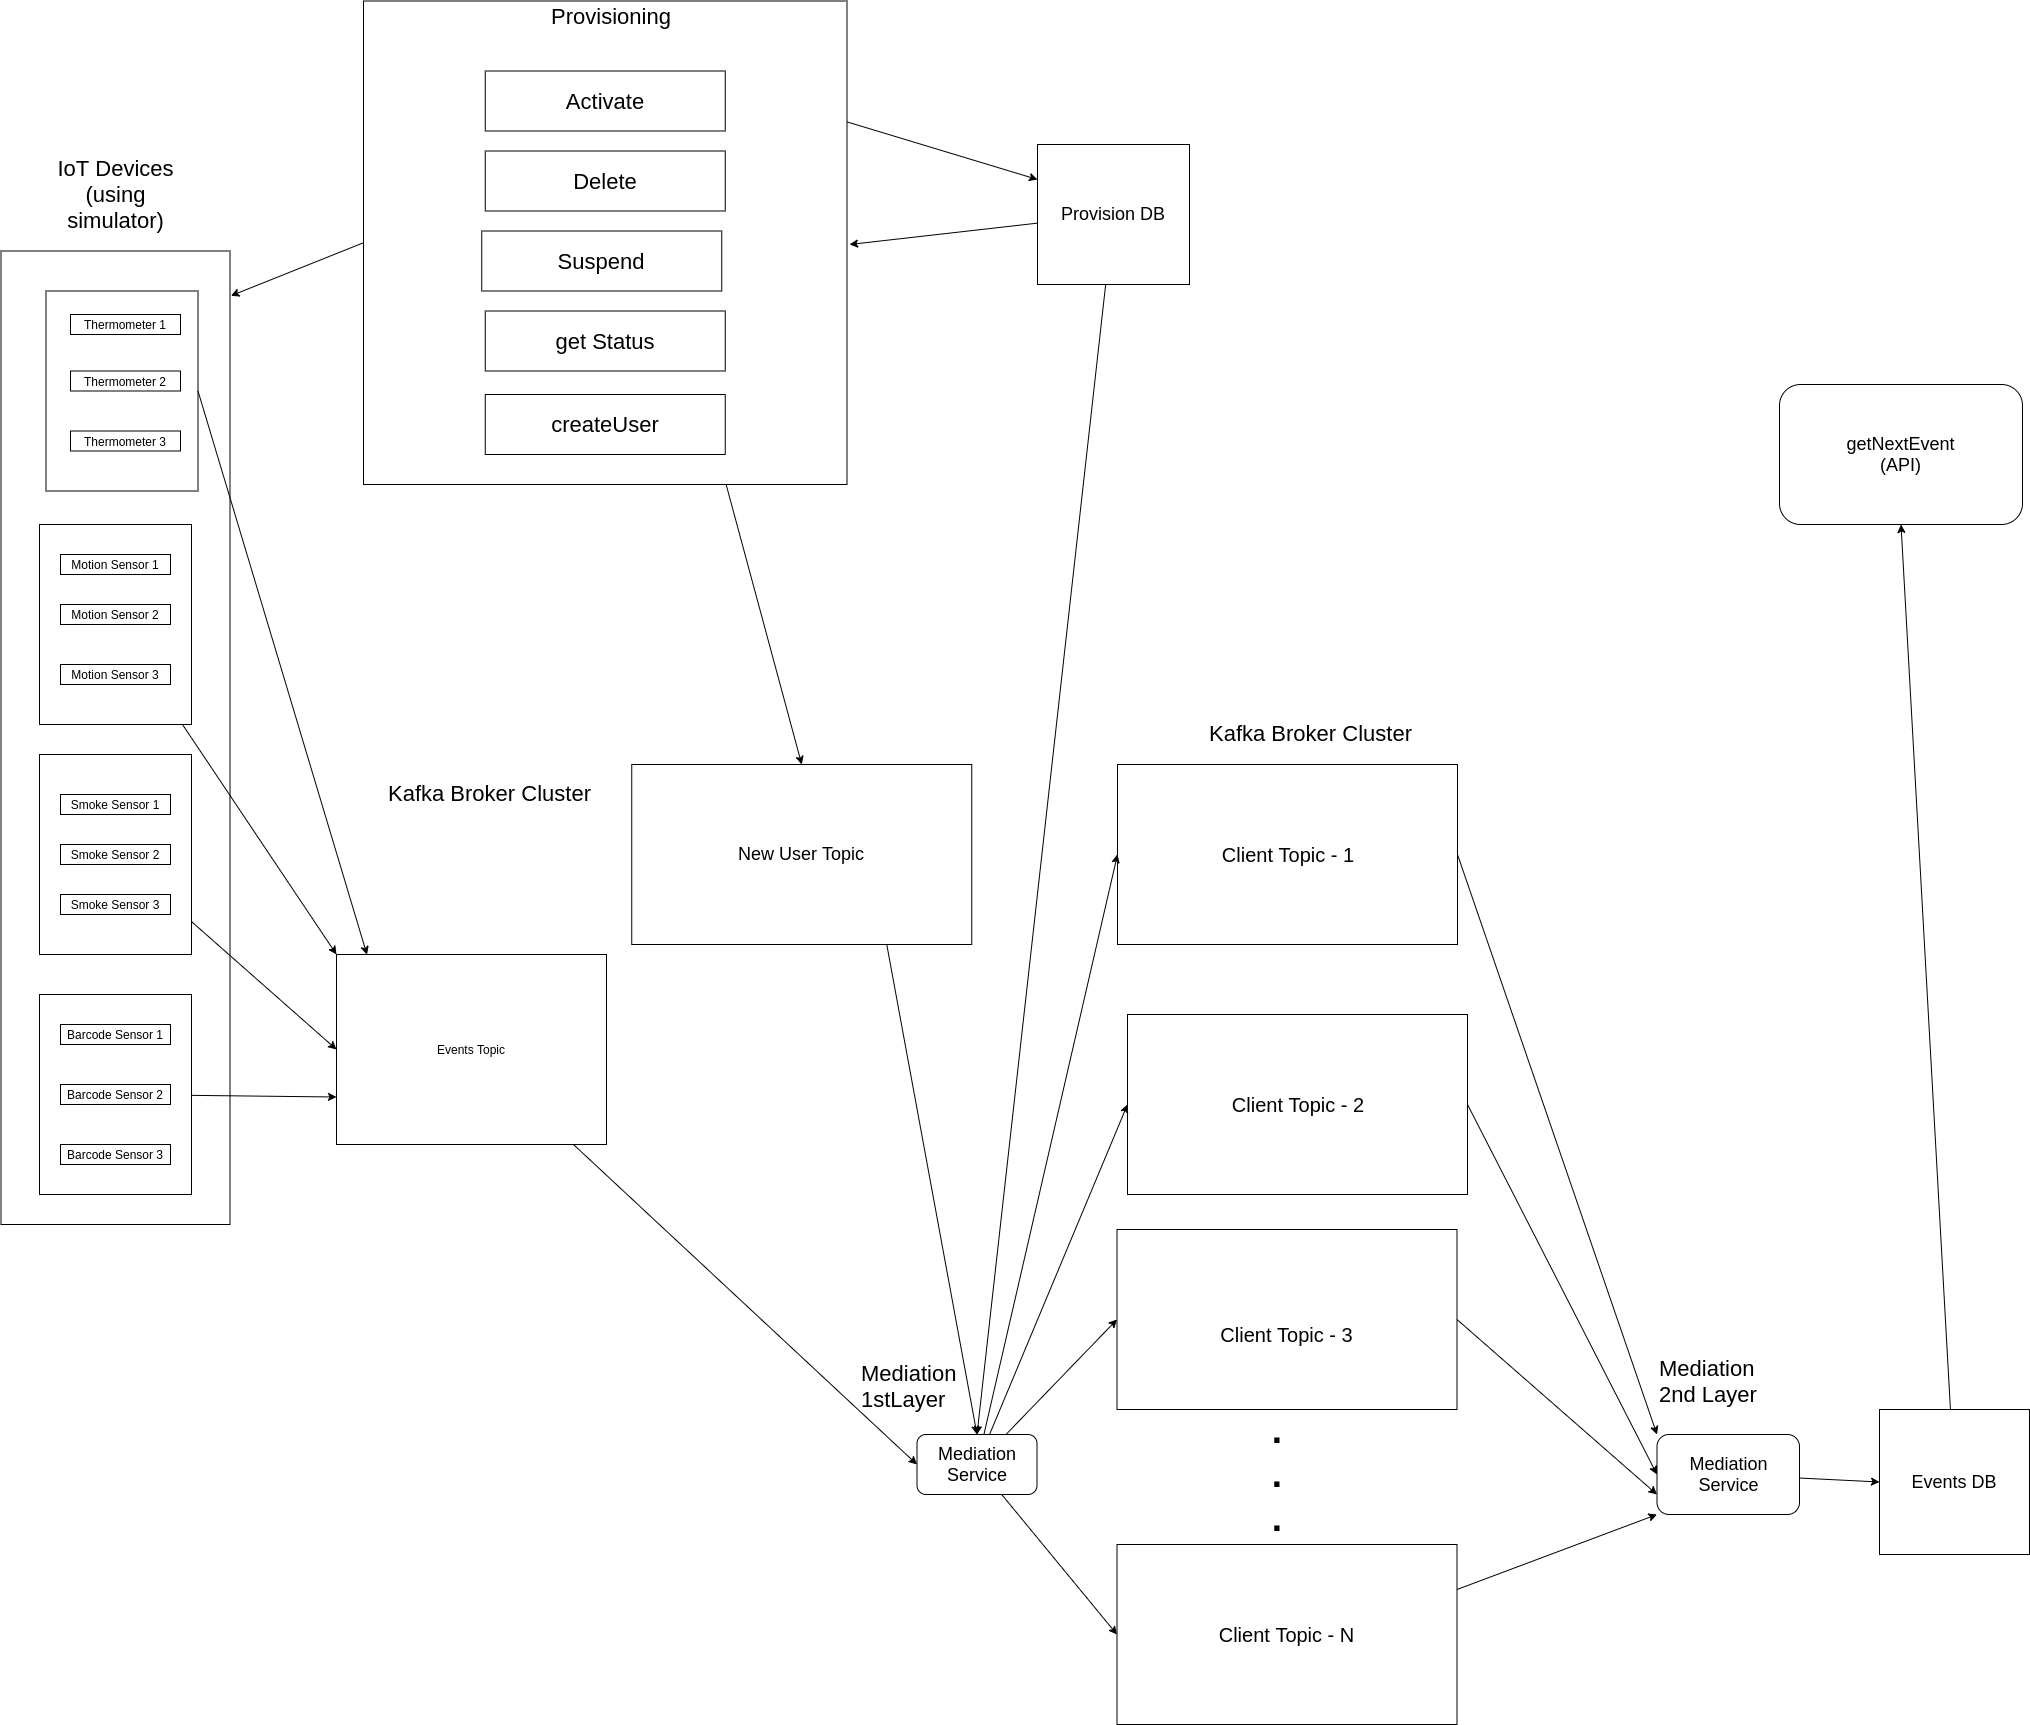 Provisioning
Activate
Delete
Suspend
get Status
createUser
Provision DB
IoT Devices
(using
simulator)
Thermometer 1
Thermometer 2
Thermometer 3
Motion Sensor 1
Motion Sensor 2
Motion Sensor 3
Smoke Sensor 1
Smoke Sensor 2
Smoke Sensor 3
Barcode Sensor 1
Barcode Sensor 2
Barcode Sensor 3
getNextEvent
(API)
Kafka Broker Cluster
New User Topic
Events Topic
Kafka Broker Cluster
Client Topic - 1
Client Topic - 2
Client Topic - 3
.
.
.
Client Topic - N
Mediation
1stLayer
Mediation
Service
Mediation
2nd Layer
Mediation
Service
Events DB